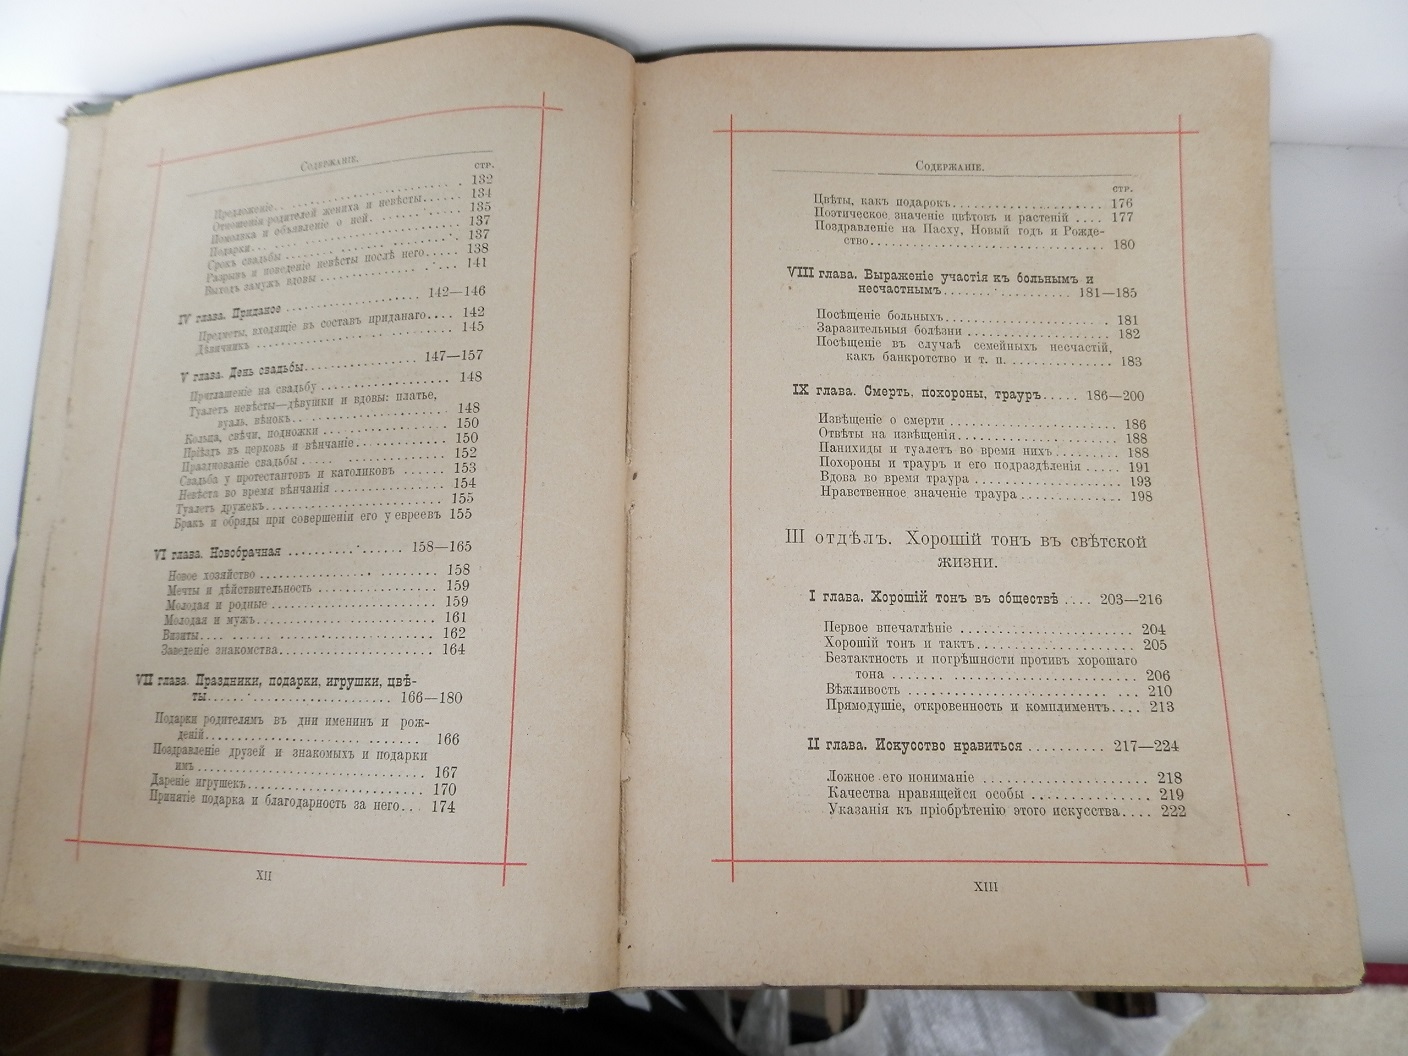 Содержаніе.
стр.
Предложеніе. . . . . . . . . . . . . . . . . . . 132
Отношенія родителей жениха и невѣсты. . . . . . 134
Помолвка и объявленіе о ней. . . . . . . . . 135
Подарки. . . . . . . . . . . . . . . . . . 137
Срокъ свадьбы . . . . . . . . . . . . . . . 137
Разрывъ и поведеніе невѣсты послѣ него. . . . . 138
Выходъ замужъ вдовы . . . . . . . . . . . . . 141
IV глава. Приданое . . . . . . . . . . . . . . 142—146
Предметы, входящіе въ составъ приданаго. . . . 142
Дѣвичникъ . . . . . . . . . . . . . . . . . . 145
V глава. День свадьбы. . . . . . . . . . . . . 147—157
Приглашеніе на свадьбу . . . . . . . . . . . . 148
Туалетъ невѣсты—дѣвушки и вдовы: платье,
вуаль, вѣнокъ. . . . . . . . . . . . . . . 148
Кольца, свѣчи, подножки . . . . . . . . . . . . 150
Пріѣздъ въ церковь и вѣнчаніе. . . . . . . . . 150
Празднованіе свадьбы . . . . . . . . . . . . . 152
Свадьба у протестантовъ и католиковъ . . . . . . 153
Невѣста во время вѣнчанія . . . . . . . . . . . 154
Туалетъ дружекъ. . . . . . . . . . . . . . . . 155
Бракъ и обряды при совершеніи его у евреевъ 155
VI глава. Новобрачная . . . . . . . . . . . . . 158—165
Новое хозяйство . . . . . . . . . . . . . . . . 158
Мечты и дѣйствительность . . . . . . . . . . . 159
Молодая и родные . . . . . . . . . . . . . . . 159
Молодая и мужъ. . . . . . . . . . . . . . . . 161
Визиты. . . . . . . . . . . . . . . . . . . . . 162
Заведеніе знакомства. . . . . . . . . . . . . . 164
VII глава. Праздники, подарки, игрушки, цвѣ-
ты. . . . . . . . . . . . . . . . . . . . 166—180
Подарки родителямъ въ дни именинъ и рож-
деній. . . . . . . . . . . . . . . . . . . . 166
Поздравленіе друзей и знакомыхъ и подарки
имъ . . . . . . . . . . . . . . . . . . . . 167
Дареніе игрушекъ. . . . . . . . . . . . . . . . 170
Принятіе подарка и благодарность за него. . . 174
XII
Содержаніе.
стр.
Цвѣты, какъ подарокъ. . . . . . . . . . . . . . 176
Поэтическое значеніе цвѣтовъ и растеній . . . . 177
Поздравленіе на Пасху, Новый годъ и Рожде-
ство. . . . . . . . . . . . . . . . . . . . . 180
VIII глава. Выраженіе участія къ больнымъ и
несчастнымъ. . . . . . . . . . . . . . . 181—185
Посѣщеніе больныхъ. . . . . . . . . . . . . . . 181
Заразительныя болѣзни . . . . . . . . . . . . . 182
Посѣщеніе въ случаѣ семейныхъ несчастій,
какъ банкротство и т. п. . . . . . . . . . . 183
IX глава. Смерть, похороны, трауръ. . . . . 186—200
Извѣщеніе о смерти . . . . . . . . . . . . . . 186
Отвѣты на извѣщенія. . . . . . . . . . . . . . 188
Панихиды и туалетъ во время нихъ . . . . . . . 188
Похороны и трауръ и его подраздѣленія . . . . . 191
Вдова во время траура . . . . . . . . . . . . . 193
Нравственное значеніе траура . . . . . . . . . . 198
III отдѣлъ. Хорошій тонъ въ свѣтской
жизни.
I глава. Хорошій тонъ въ обществѣ . . . . 203—216
Первое впечатлѣніе . . . . . . . . . . . . . . . 204
Хорошій тонъ и тактъ. . . . . . . . . . . . . . 205
Безтактность и погрѣшности противъ хорошаго
тона . . . . . . . . . . . . . . . . . . . . 206
Вѣжливость . . . . . . . . . . . . . . . . . . . 210
Прямодушіе, откровенность и комплиментъ. . . . 213
II глава. Искусство нравиться . . . . . . . . . . 217—224
Ложное его пониманіе . . . . . . . . . . . . . . 218
Качества нравящейся особы . . . . . . . . . . . 219
Указанія къ пріобрѣтенію этого искусства. . . . 222
XIII